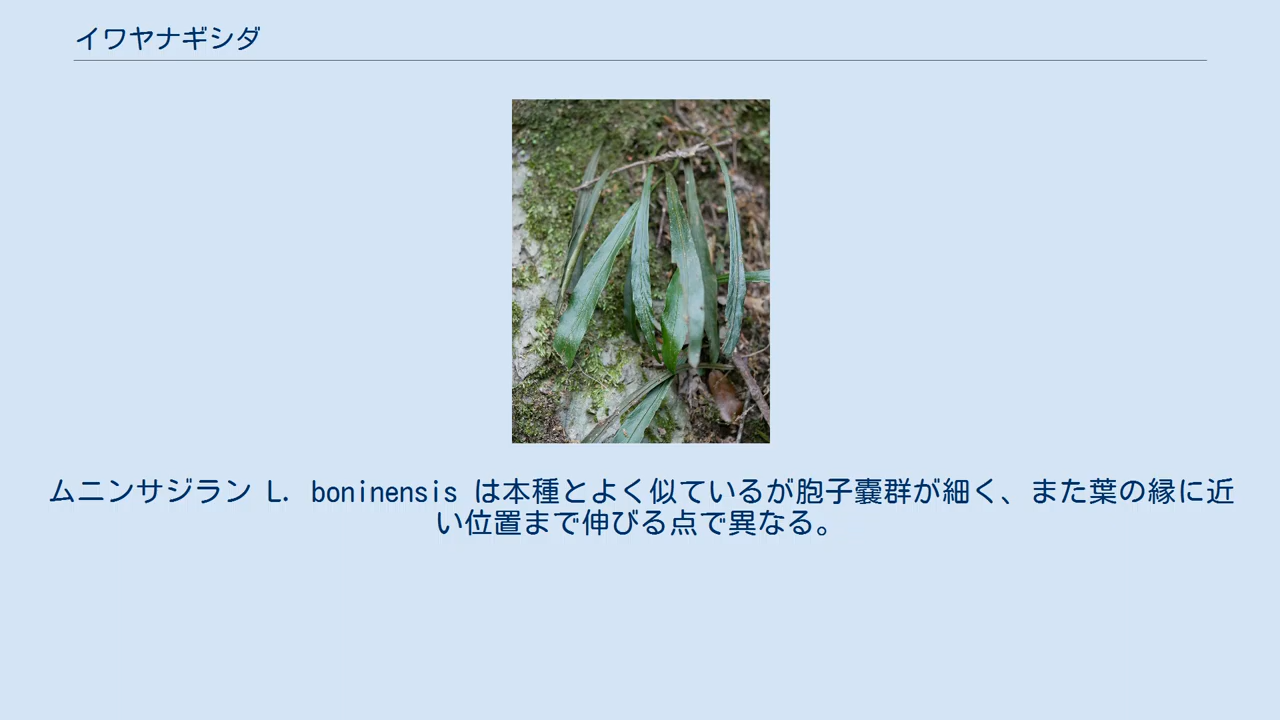 イワヤナギシダ
ムニンサジラン L. boninensis は本種とよく似ているが胞子嚢群が細く、また葉の縁に近
い位置まで伸びる点で異なる。